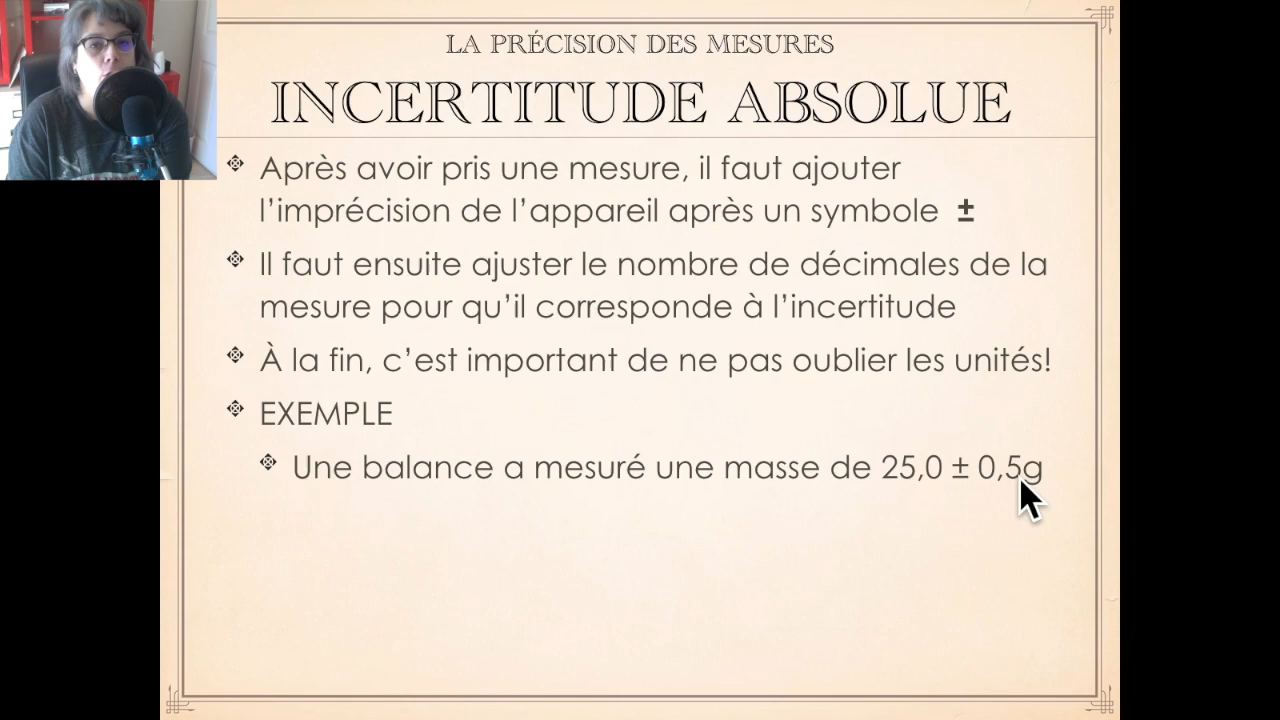 LA PRÉCISION DES MESURES
INCERTITUDE ABSOLUE
Après avoir pris une mesure, il faut ajouter
l’imprécision de l’appareil après un symbole ±
Il faut ensuite ajuster le nombre de décimales de la
mesure pour qu’il corresponde à l’incertitude
À la fin, c’est important de ne pas oublier les unités!
EXEMPLE
Une balance a mesuré une masse de 25,0 ± 0,5g